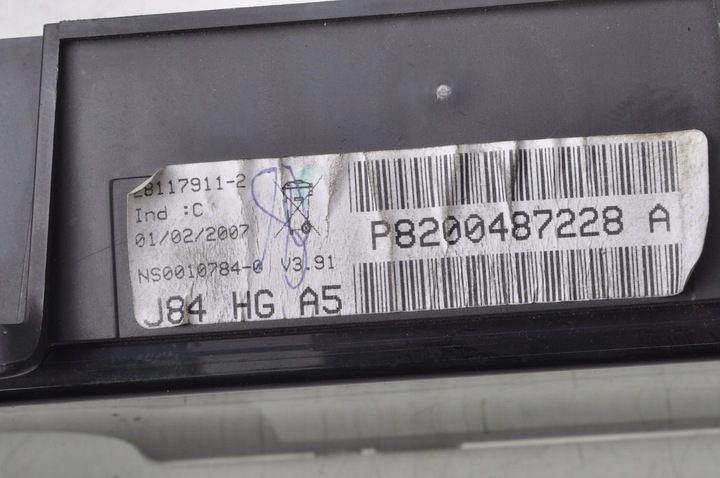 28117911-2
Ind :C
01/02/2007
NS0010784-0 V3.91
J84 HG A5
P8200487228 A